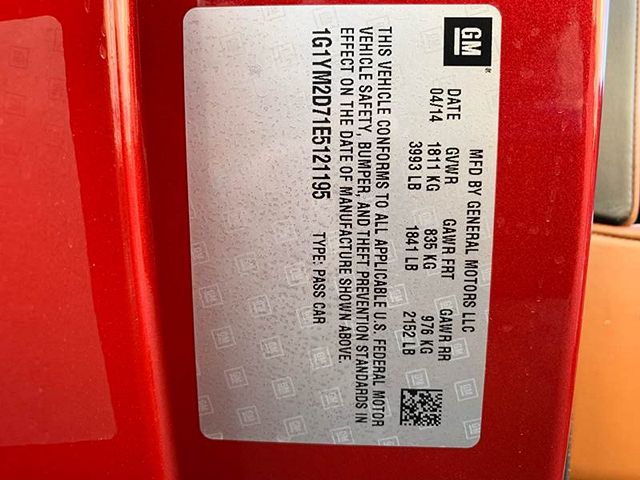 GM
MFD BY GENERAL MOTORS LLC
DATE GVWR GAWR FRT GAWR RR
04/14 1811 KG 835 KG 976 KG
3993 LB 1841 LB 2152 LB
THIS VEHICLE CONFORMS TO ALL APPLICABLE U.S. FEDERAL MOTOR
VEHICLE SAFETY, BUMPER, AND THEFT PREVENTION STANDARDS IN
EFFECT ON THE DATE OF MANUFACTURE SHOWN ABOVE.
1G1YM2D71E5121195 TYPE: PASS CAR